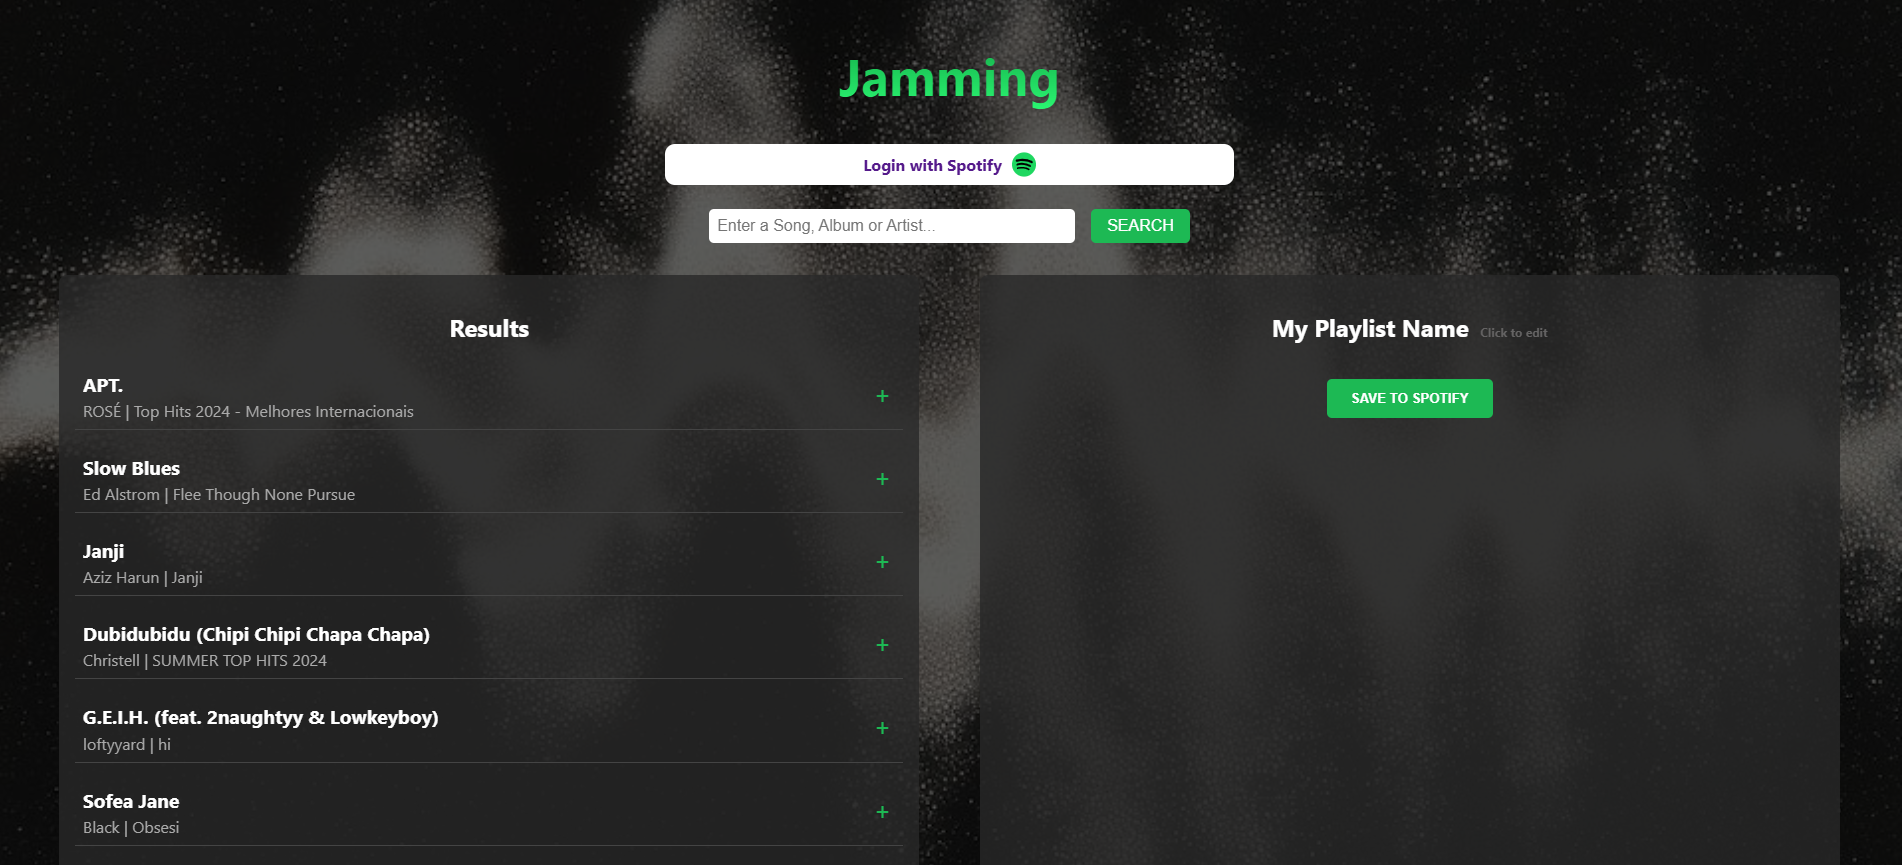 Jamming
Login with Spotify
Enter a Song, Album or Artist...
SEARCH
Results
APT.
ROSÉ | Top Hits 2024 - Melhores Internacionais
+
Slow Blues
Ed Alstrom | Flee Though None Pursue
+
Janji
Aziz Harun | Janji
+
Dubidubidu (Chipi Chipi Chapa Chapa)
Christell | SUMMER TOP HITS 2024
+
G.E.I.H. (feat. 2naughtyy & Lowkeyboy)
loftyyard | hi
+
Sofea Jane
Black | Obsesi
+
My Playlist Name Click to edit
SAVE TO SPOTIFY